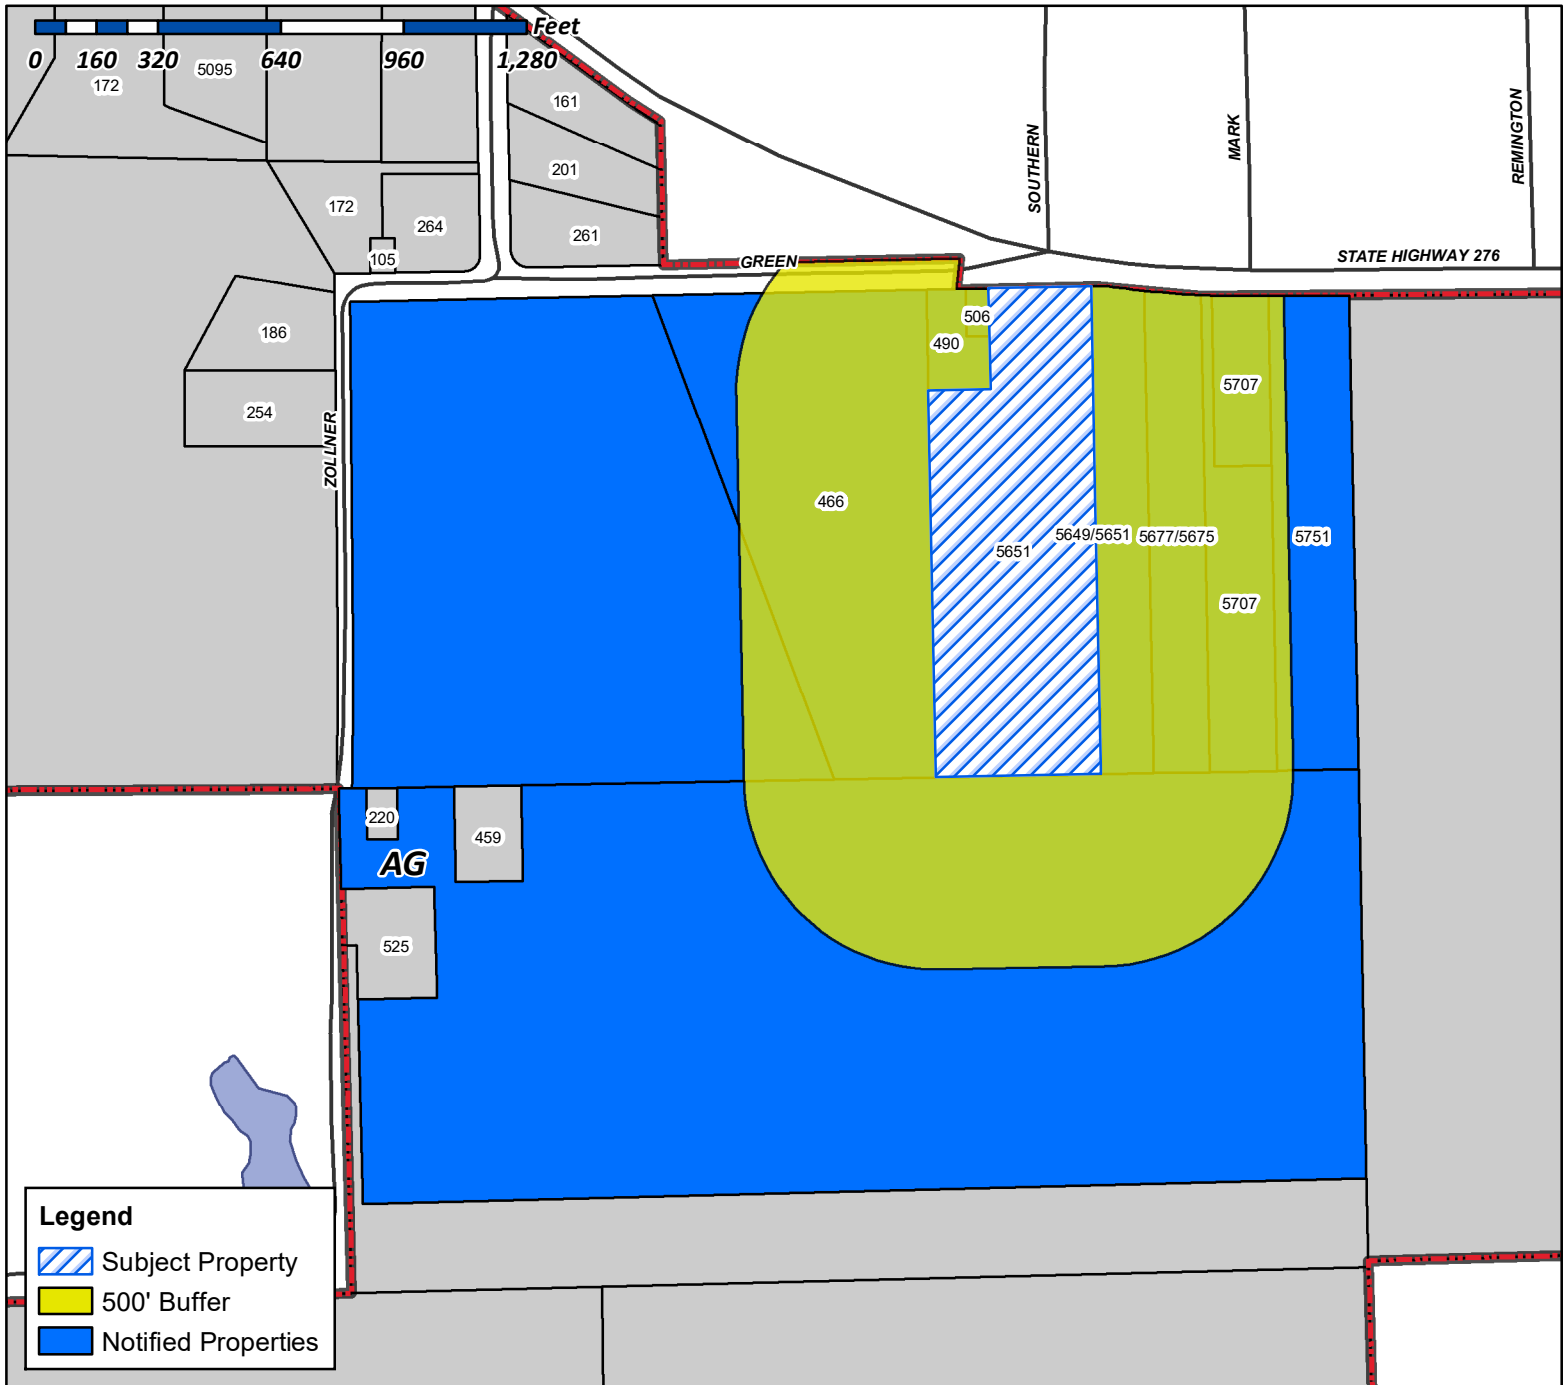 Feet
0 160 320 640 960 1,280
172
5095
161
201
261
172
264
105
186
254
ZOLLNER
GREEN
SOUTHERN
MARK
REMINGTON
STATE HIGHWAY 276
506
490
466
5651
5649/5651
5677/5675
5707
5707
5751
220
459
AG
525
Legend
Subject Property
500' Buffer
Notified Properties